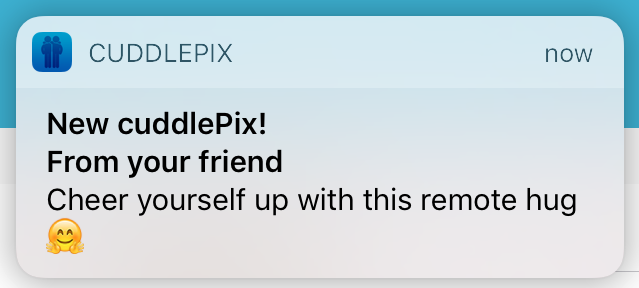 CUDDLEPIX now
New cuddlePix!
From your friend
Cheer yourself up with this remote hug
🤗